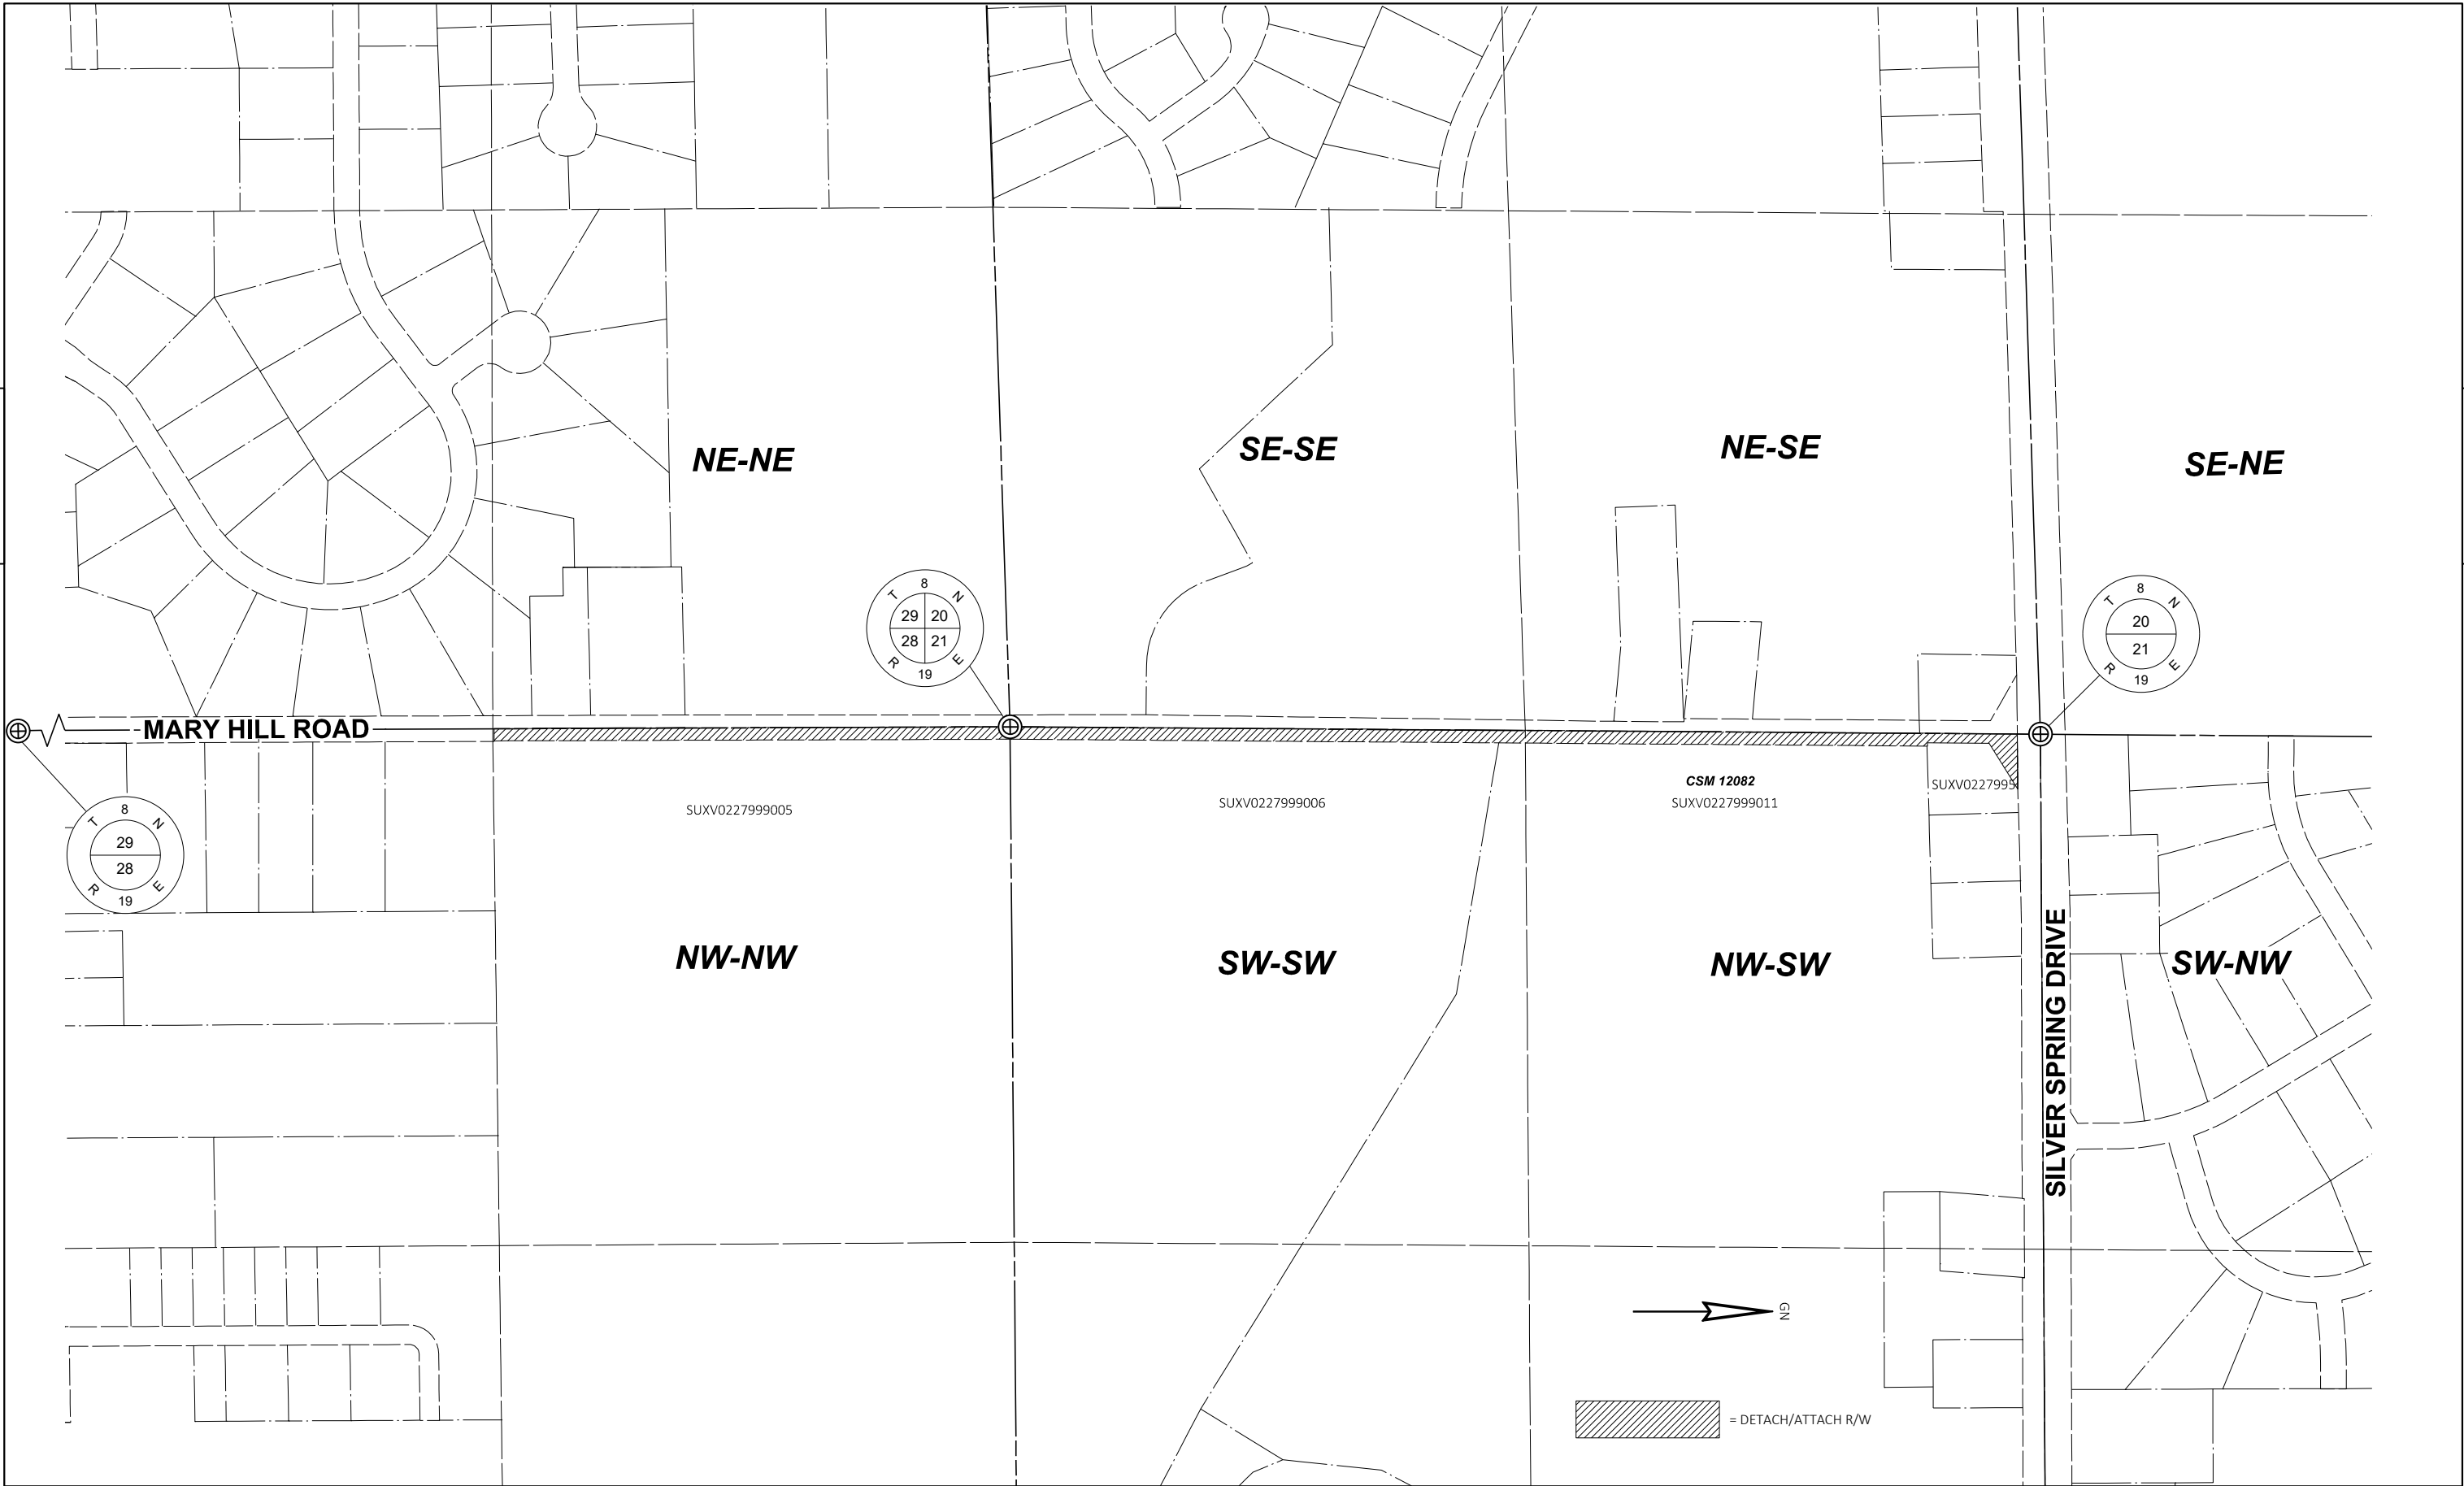 NE-NE
SE-SE
NE-SE
SE-NE
8
T N
29 20
28 21
R E
19
8
T N
20
21
R E
19
MARY HILL ROAD
8
T N
29
28
R E
19
SUXV0227999005
SUXV0227999006
CSM 12082
SUXV0227999011
SUXV0227995
NW-NW
SW-SW
NW-SW
SW-NW
SILVER SPRING DRIVE
GN
= DETACH/ATTACH R/W